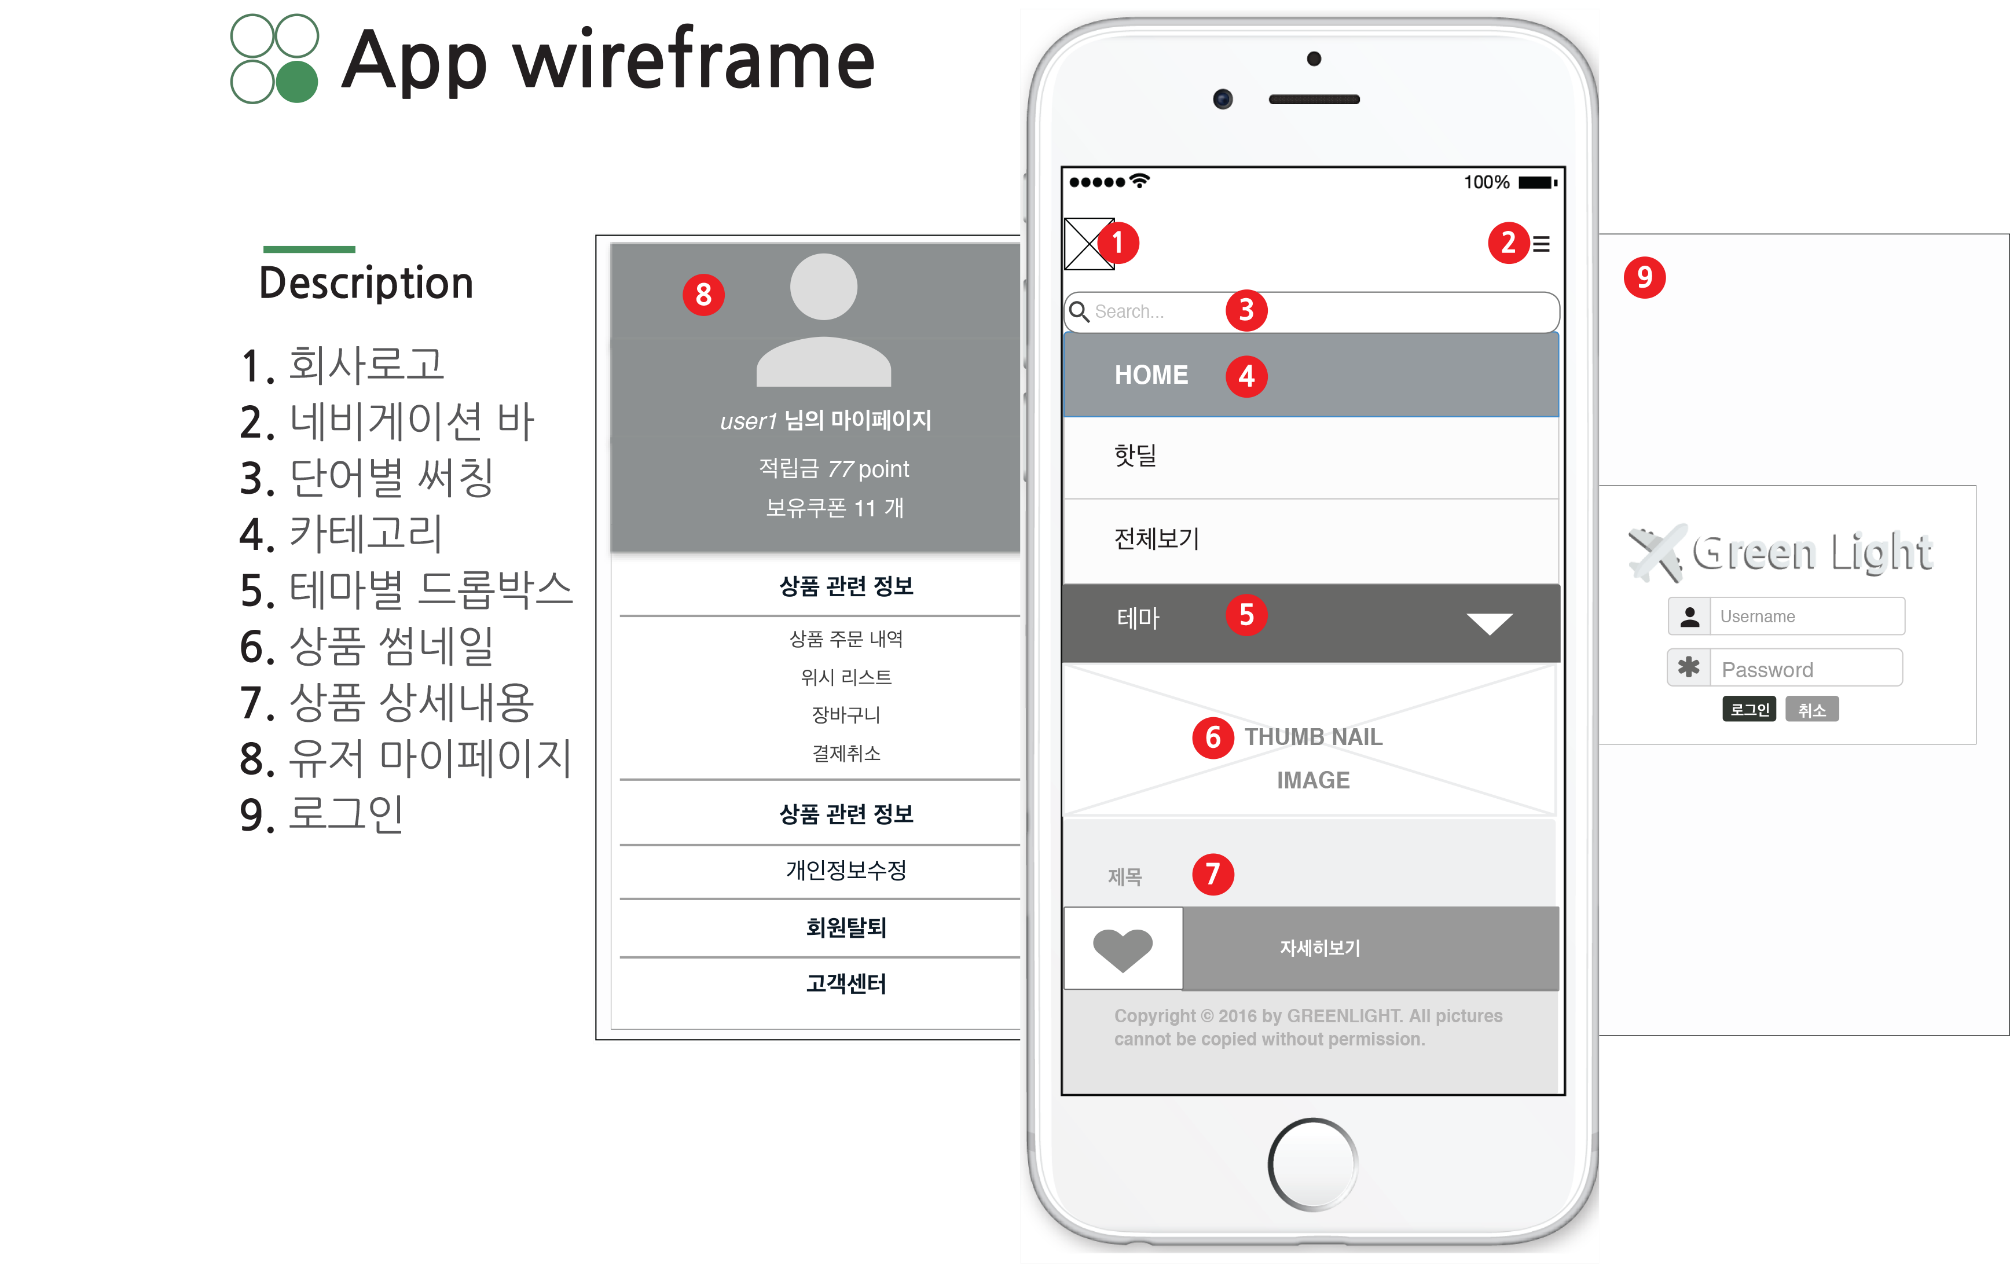 App wireframe
Description
1. 회사로고
2. 네비게이션 바
3. 단어별 써칭
4. 카테고리
5. 테마별 드롭박스
6. 상품 썸네일
7. 상품 상세내용
8. 유저 마이페이지
9. 로그인
8
user1 님의 마이페이지
적립금 77 point
보유쿠폰 11 개
상품 관련 정보
상품 주문 내역
위시 리스트
장바구니
결제취소
상품 관련 정보
개인정보수정
회원탈퇴
고객센터
100%
1
2
Search...
3
HOME
4
핫딜
전체보기
테마
5
6
THUMB NAIL
IMAGE
제목
7
자세히보기
Copyright © 2016 by GREENLIGHT. All pictures
cannot be copied without permission.
9
Green Light
Username
Password
로그인
취소